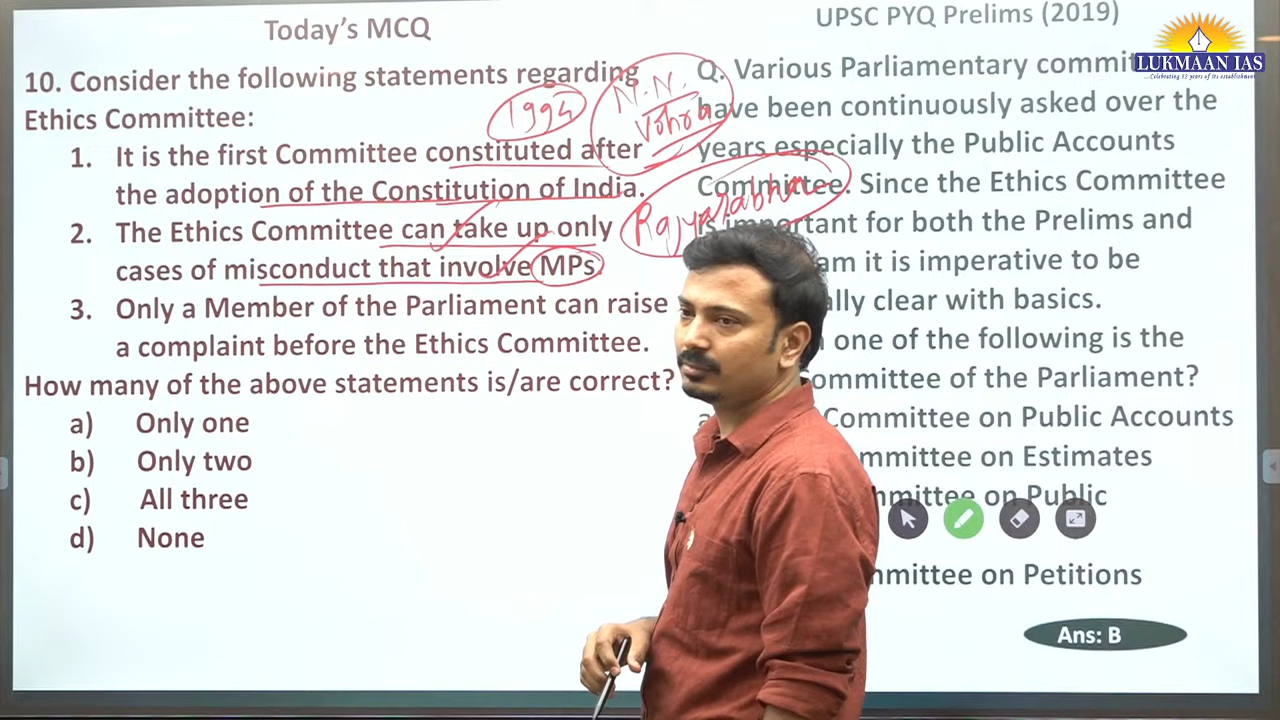 Today's MCQ
10. Consider the following statements regarding
Ethics Committee:
1. It is the first Committee constituted after
the adoption of the Constitution of India.
2. The Ethics Committee can take up only
cases of misconduct that involve MPs.
3. Only a Member of the Parliament can raise
a complaint before the Ethics Committee.
How many of the above statements is/are correct?
a) Only one
b) Only two
c) All three
d) None
1994
N.N.
Vohra
Rajyasabha
UPSC PYQ Prelims (2019)
Q. Various Parliamentary commit
have been continuously asked over the
years especially the Public Accounts
Committee. Since the Ethics Committee
is important for both the Prelims and
am it is imperative to be
ally clear with basics.
one of the following is the
ommittee of the Parliament?
a Committee on Public Accounts
mmittee on Estimates
mmittee on Public
mmittee on Petitions
Ans: B
LUKMAAN IAS
...Celebrating 15 years of its establishment